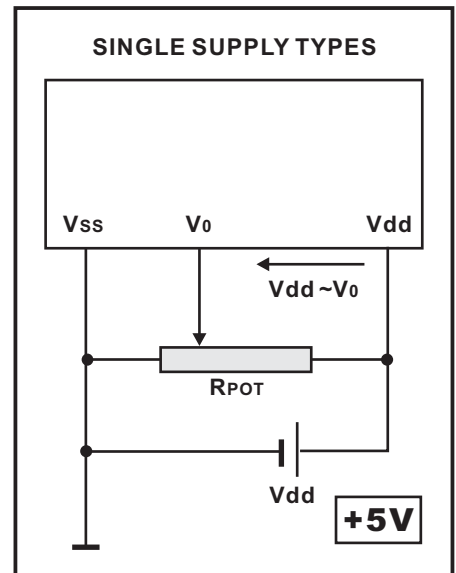 SINGLE SUPPLY TYPES
Vss V0 Vdd
Vdd ~V0
RPOT
Vdd
+5V